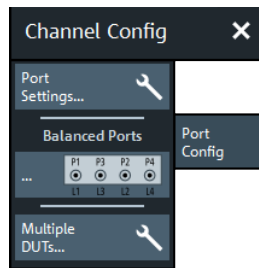 Channel Config ×
Port
Settings...
Balanced Ports
P1 P3 P2 P4
...
L1 L3 L2 L4
Multiple
DUTs...
Port
Config